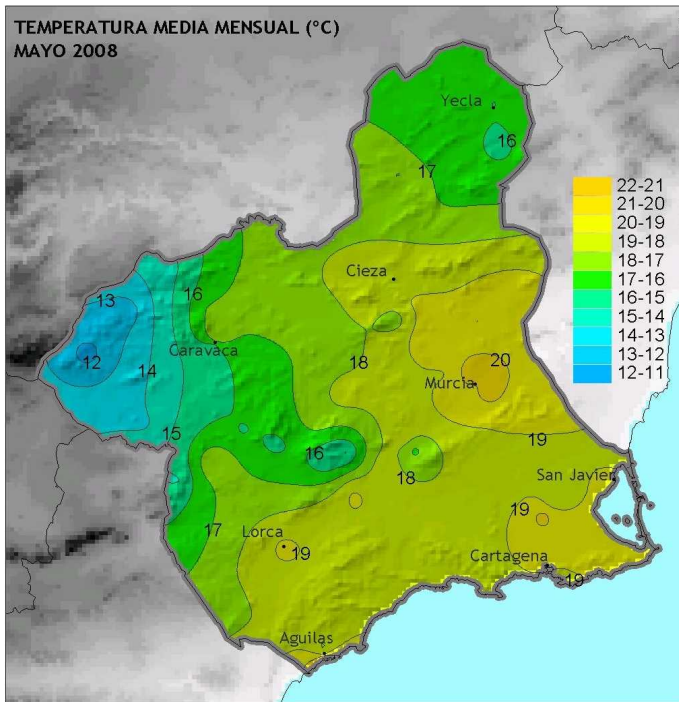 TEMPERATURA MEDIA MENSUAL (ºC)
MAYO 2008
Yecla
16
17
22-21
21-20
20-19
19-18
18-17
17-16
16-15
15-14
14-13
13-12
12-11
Cieza
16
13
Caravaca
12
14
18
20
Murcia
15
19
16
18
San Javier
17
19
Lorca
19
Cartagena
19
Aguilas